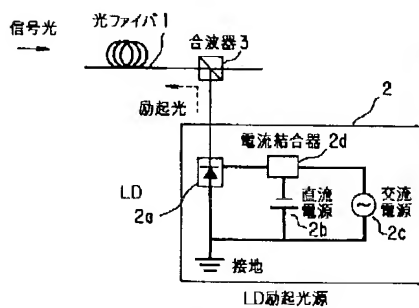 信号光
光ファイバ1
合波器3
励起光
2
電流結合器
2d
LD
2a
直流
電源
2b
交流
電源
2c
接地
LD励起光源